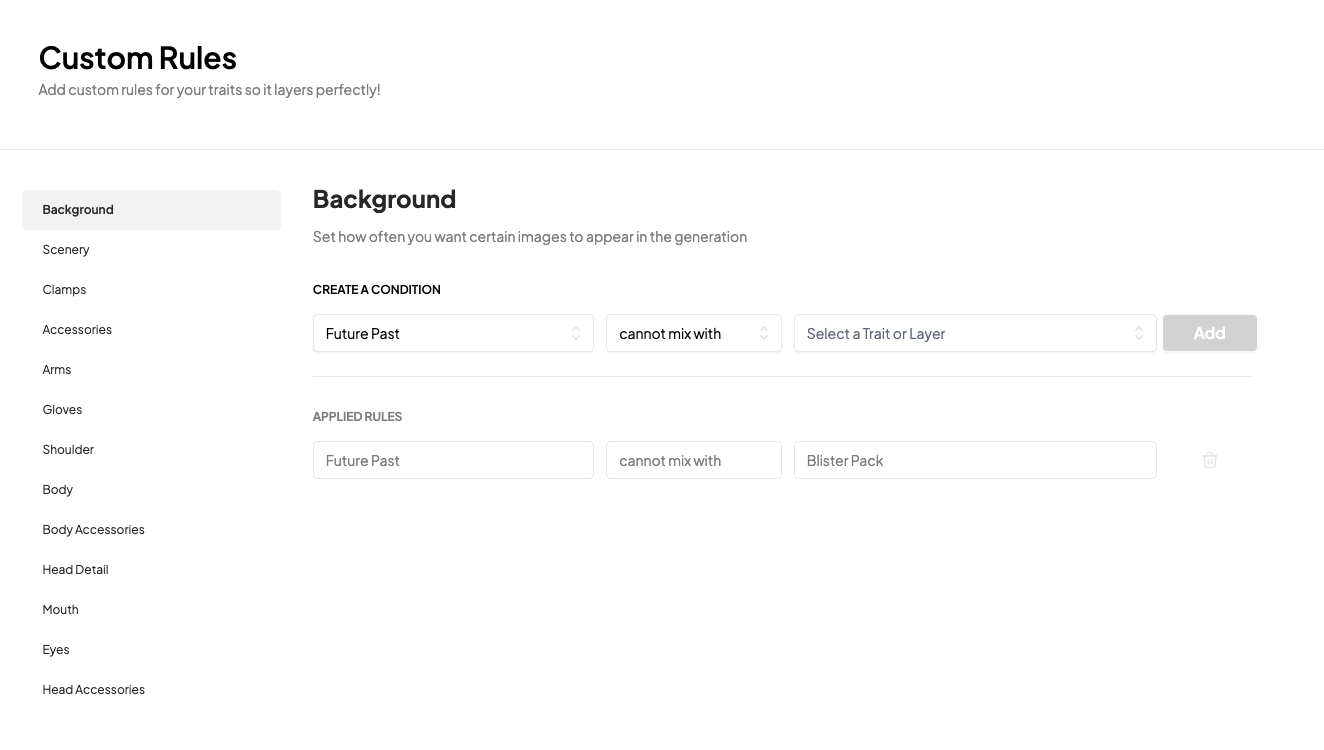 Custom Rules
Add custom rules for your traits so it layers perfectly!
Background
Scenery
Clamps
Accessories
Arms
Gloves
Shoulder
Body
Body Accessories
Head Detail
Mouth
Eyes
Head Accessories
Background
Set how often you want certain images to appear in the generation
CREATE A CONDITION
Future Past cannot mix with Select a Trait or Layer Add
APPLIED RULES
Future Past cannot mix with Blister Pack